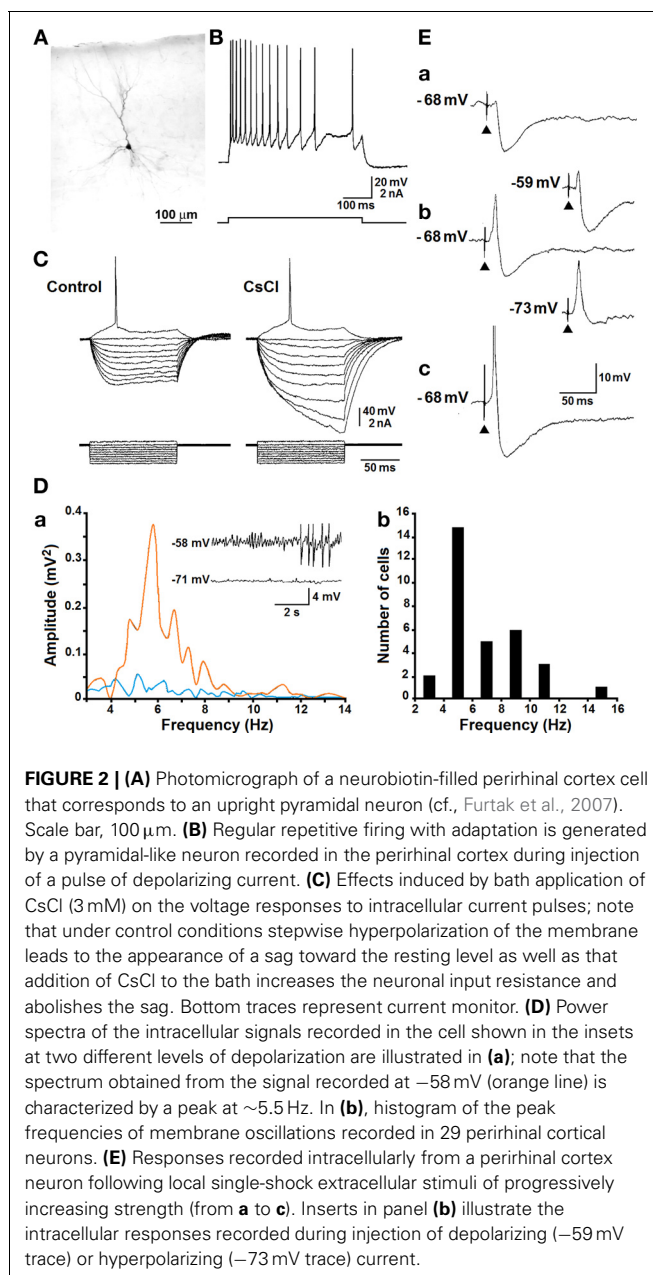 A
100 µm
B
20 mV
2 nA
100 ms
C
Control
CsCl
40 mV
2 nA
50 ms
E
a
-68 mV
-59 mV
b
-68 mV
-73 mV
c
-68 mV
10 mV
50 ms
D
a
0.4
0.3
0.2
0.1
0
Amplitude (mV²)
-58 mV
-71 mV
4 mV
2 s
4 6 8 10 12 14
Frequency (Hz)
b
16
14
12
10
8
6
4
2
0
Number of cells
2 4 6 8 10 12 14 16
Frequency (Hz)
FIGURE 2 | (A) Photomicrograph of a neurobiotin-filled perirhinal cortex cell
that corresponds to an upright pyramidal neuron (cf., Furtak et al., 2007).
Scale bar, 100 µm. (B) Regular repetitive firing with adaptation is generated
by a pyramidal-like neuron recorded in the perirhinal cortex during injection
of a pulse of depolarizing current. (C) Effects induced by bath application of
CsCl (3 mM) on the voltage responses to intracellular current pulses; note
that under control conditions stepwise hyperpolarization of the membrane
leads to the appearance of a sag toward the resting level as well as that
addition of CsCl to the bath increases the neuronal input resistance and
abolishes the sag. Bottom traces represent current monitor. (D) Power
spectra of the intracellular signals recorded in the cell shown in the insets
at two different levels of depolarization are illustrated in (a); note that the
spectrum obtained from the signal recorded at −58 mV (orange line) is
characterized by a peak at ~5.5 Hz. In (b), histogram of the peak
frequencies of membrane oscillations recorded in 29 perirhinal cortical
neurons. (E) Responses recorded intracellularly from a perirhinal cortex
neuron following local single-shock extracellular stimuli of progressively
increasing strength (from a to c). Inserts in panel (b) illustrate the
intracellular responses recorded during injection of depolarizing (−59 mV
trace) or hyperpolarizing (−73 mV trace) current.